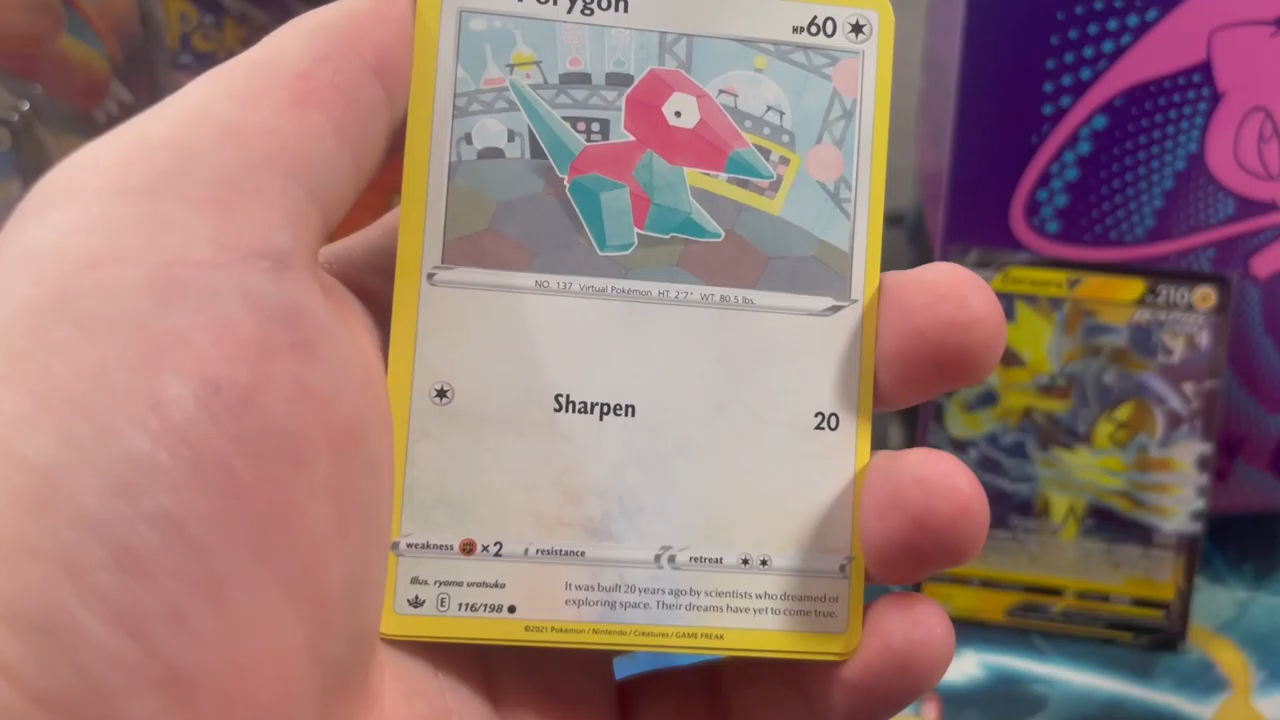 Porygon
HP 60
NO. 137 Virtual Pokémon HT: 2'7" WT: 80.5 lbs.
Sharpen 20
weakness ×2 resistance retreat
Illus. ryoma uratsuka
E 116/198
It was built 20 years ago by scientists who dreamed of
exploring space. Their dreams have yet to come true.
©2021 Pokémon / Nintendo / Creatures / GAME FREAK
210